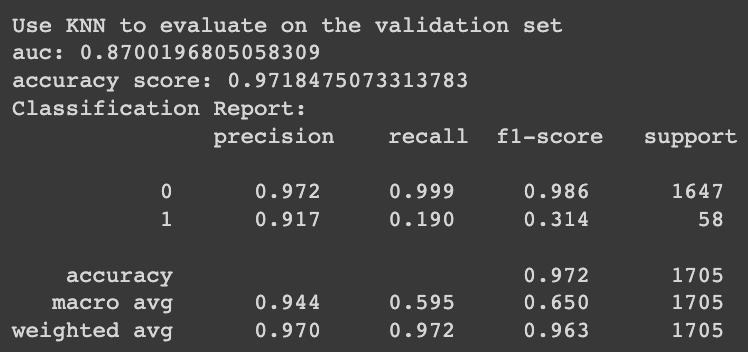 Use KNN to evaluate on the validation set
auc: 0.8700196805058309
accuracy score: 0.9718475073313783
Classification Report:
precision recall f1-score support
0 0.972 0.999 0.986 1647
1 0.917 0.190 0.314 58
accuracy 0.972 1705
macro avg 0.944 0.595 0.650 1705
weighted avg 0.970 0.972 0.963 1705